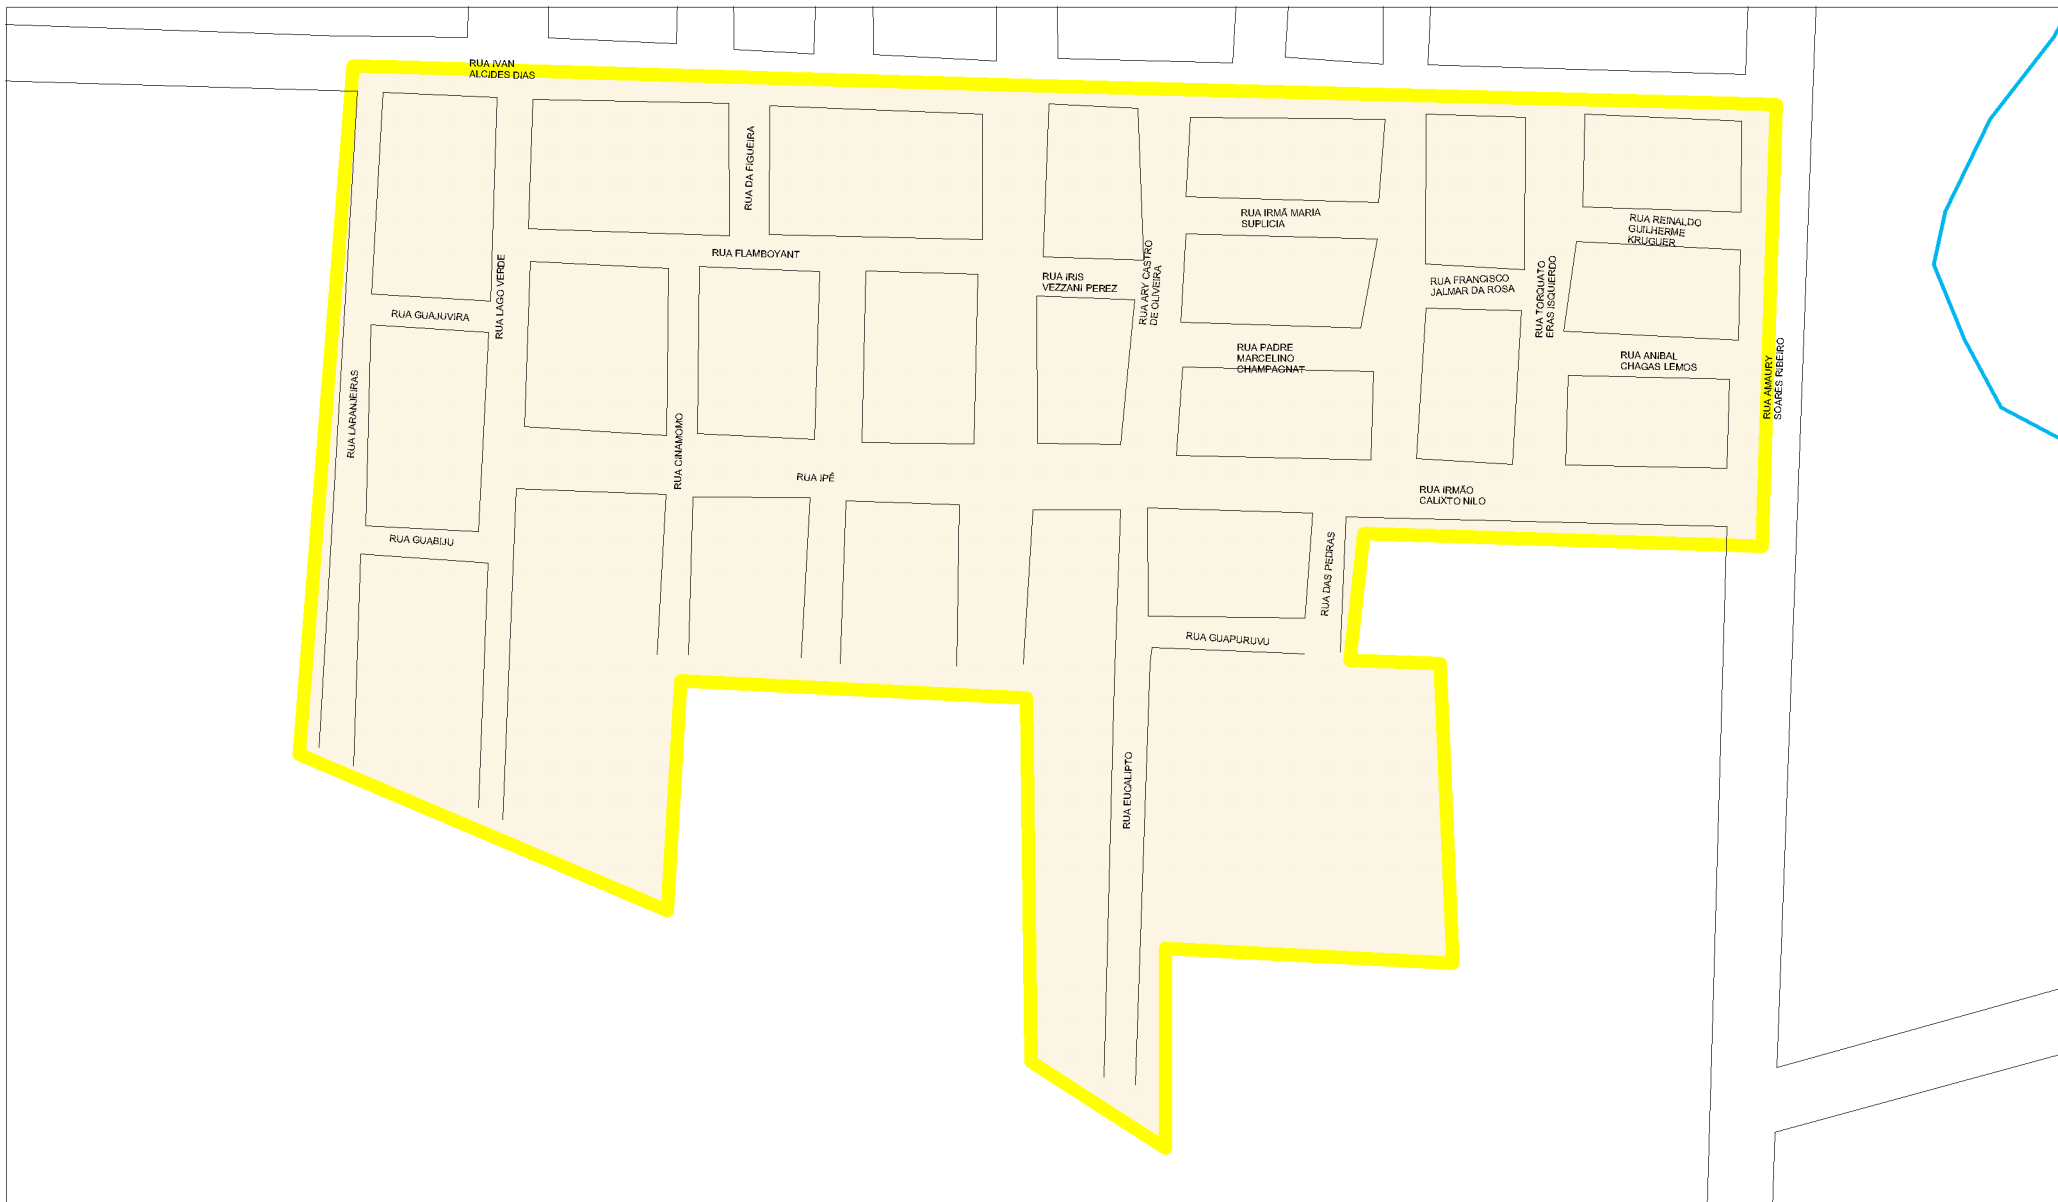 RUA IVAN
ALCIDES DIAS
RUA DA FIGUEIRA
RUA IRMÃ MARIA
SUPLICIA
RUA REINALDO
GUILHERME
KRUGUER
RUA FLAMBOYANT
RUA LAGO VERDE
RUA IRIS
VEZZANI PEREZ
RUA ARY CASTRO
DE OLIVEIRA
RUA FRANCISCO
JALMAR DA ROSA
RUA TORQUATO
ERAS ISQUIERDO
RUA GUAJUVIRA
RUA PADRE
MARCELINO
CHAMPAGNAT
RUA ANIBAL
CHAGAS LEMOS
RUA AMAURY
SOARES RIBEIRO
RUA LARANJEIRAS
RUA CINAMOMO
RUA IPÊ
RUA IRMÃO
CALIXTO NILO
RUA GUABIJU
RUA DAS PEDRAS
RUA GUAPURUVU
RUA EUCALIPTO